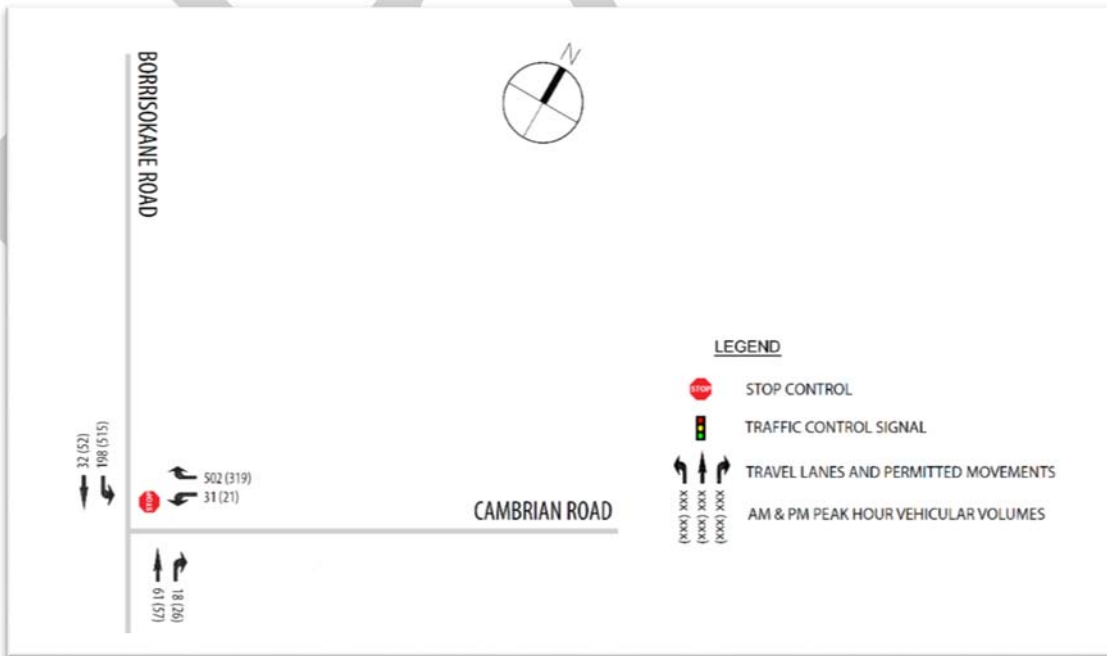 BORRISOKANE ROAD
N
32 (52)
198 (515)
502 (319)
31 (21)
STOP
CAMBRIAN ROAD
61 (57)
18 (26)
LEGEND
STOP
STOP CONTROL
TRAFFIC CONTROL SIGNAL
TRAVEL LANES AND PERMITTED MOVEMENTS
xxx (xxx)
xxx (xxx)
xxx (xxx)
AM & PM PEAK HOUR VEHICULAR VOLUMES